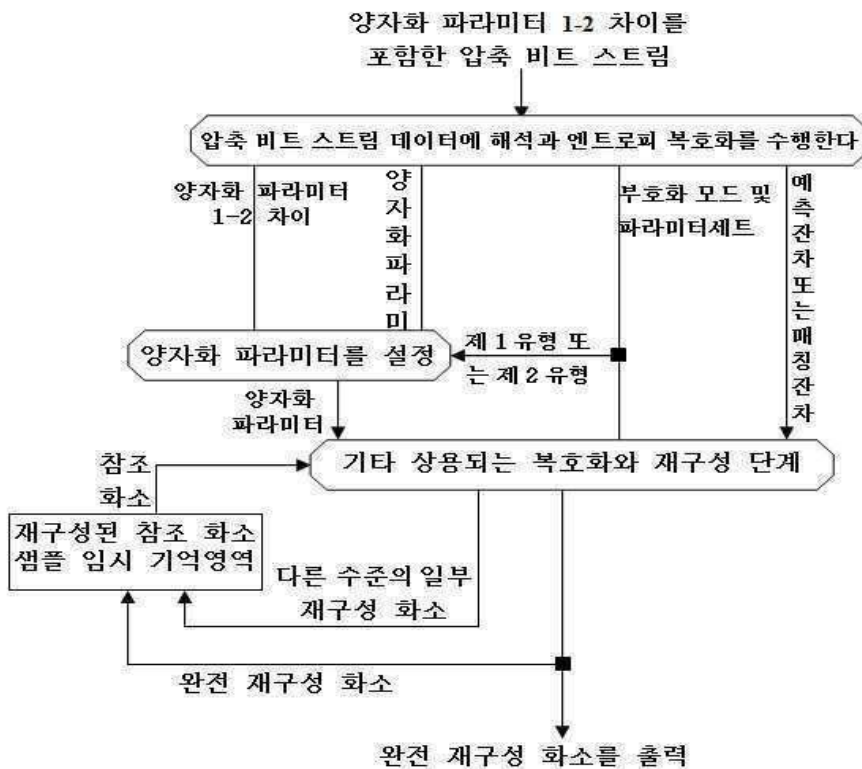 양자화 파라미터 1-2 차이를
포함한 압축 비트 스트림
압축 비트 스트림 데이터에 해석과 엔트로피 복호화를 수행한다
양자화 파라미터
1-2 차이
양자화파라미
부호화 모드 및
파라미터세트
예측잔차또는매칭잔차
양자화 파라미터를 설정
제 1 유형 또
는 제 2 유형
양자화
파라미터
기타 상용되는 복호화와 재구성 단계
참조
화소
재구성된 참조 화소
샘플 임시 기억영역
다른 수준의 일부
재구성 화소
완전 재구성 화소
완전 재구성 화소를 출력